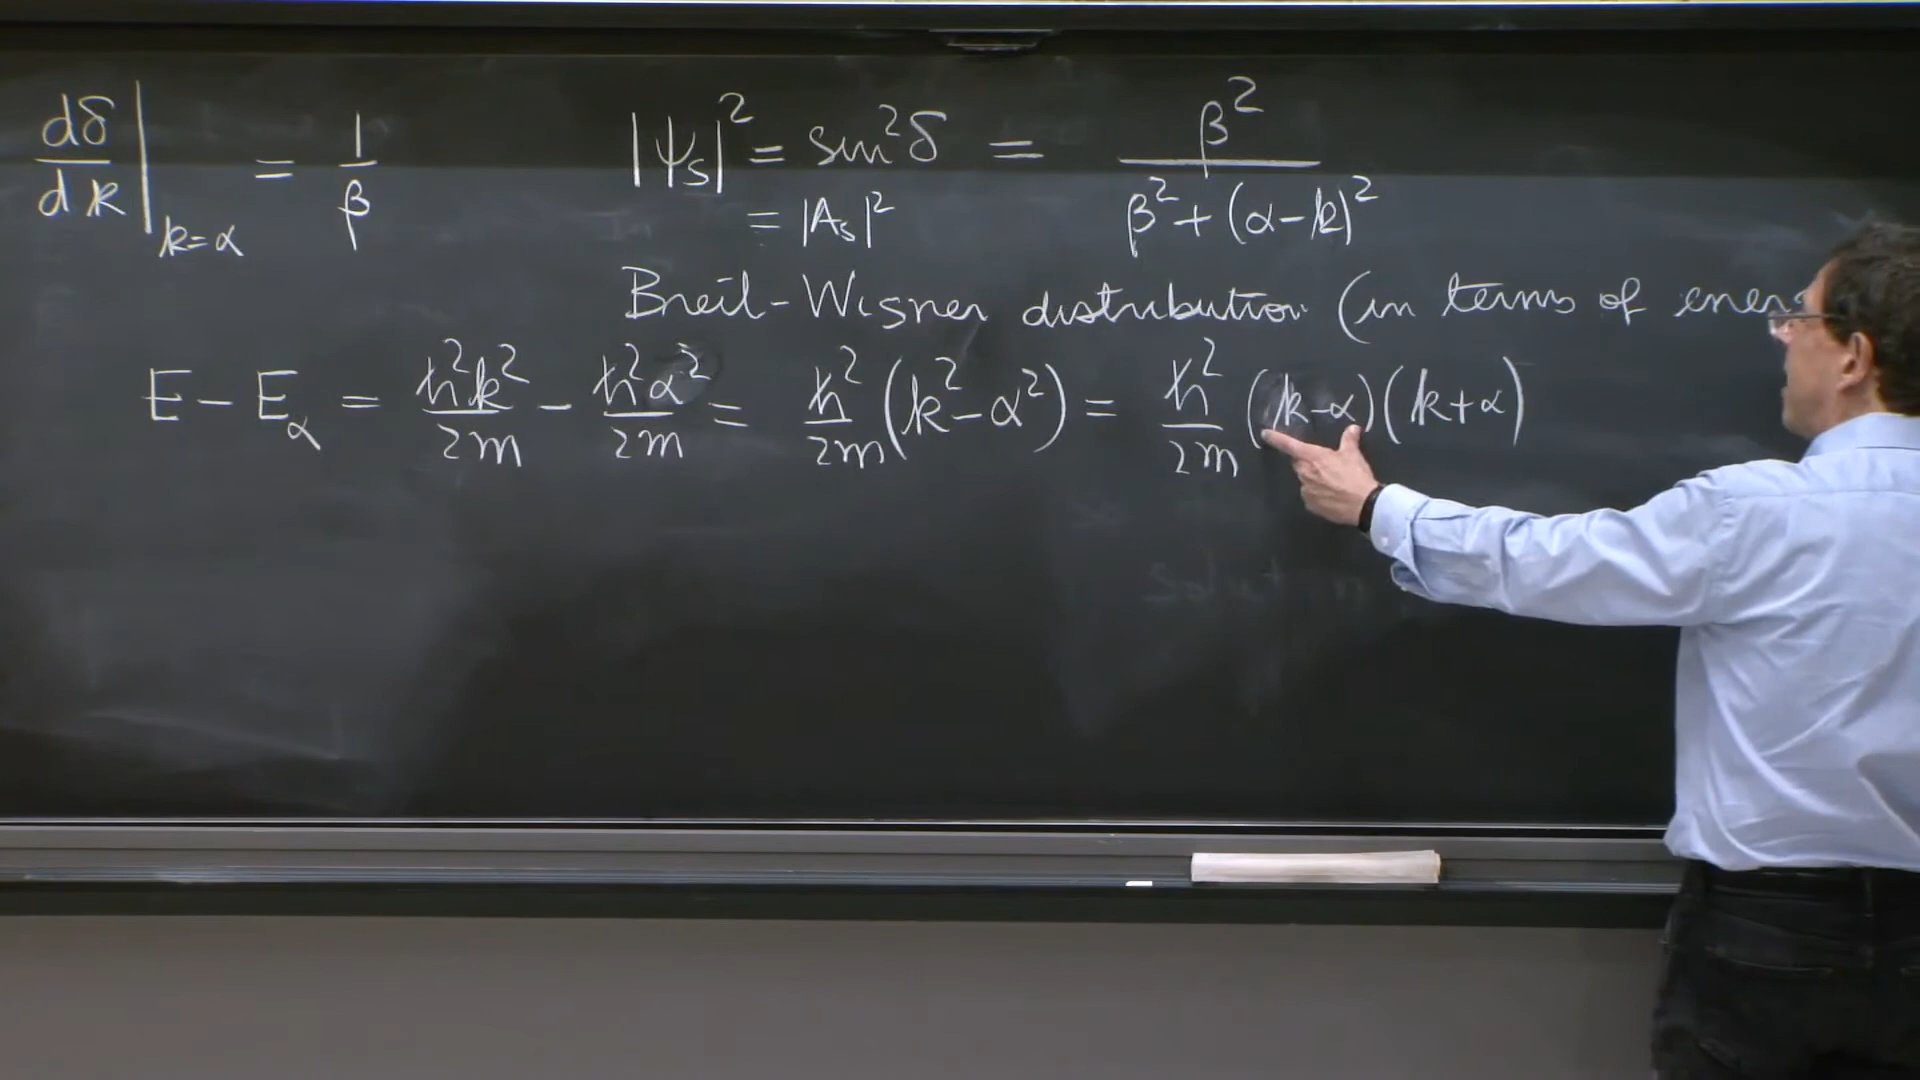 dδ/dk|k=α = 1/β
|ψs|² = sin²δ = β²/(β² + (α-k)²)
= |As|²
Breit-Wigner distribution (in terms of ener
E - Eα = ħ²k²/2m - ħ²α²/2m = ħ²/2m (k² - α²) = ħ²/2m (k-α)(k+α)